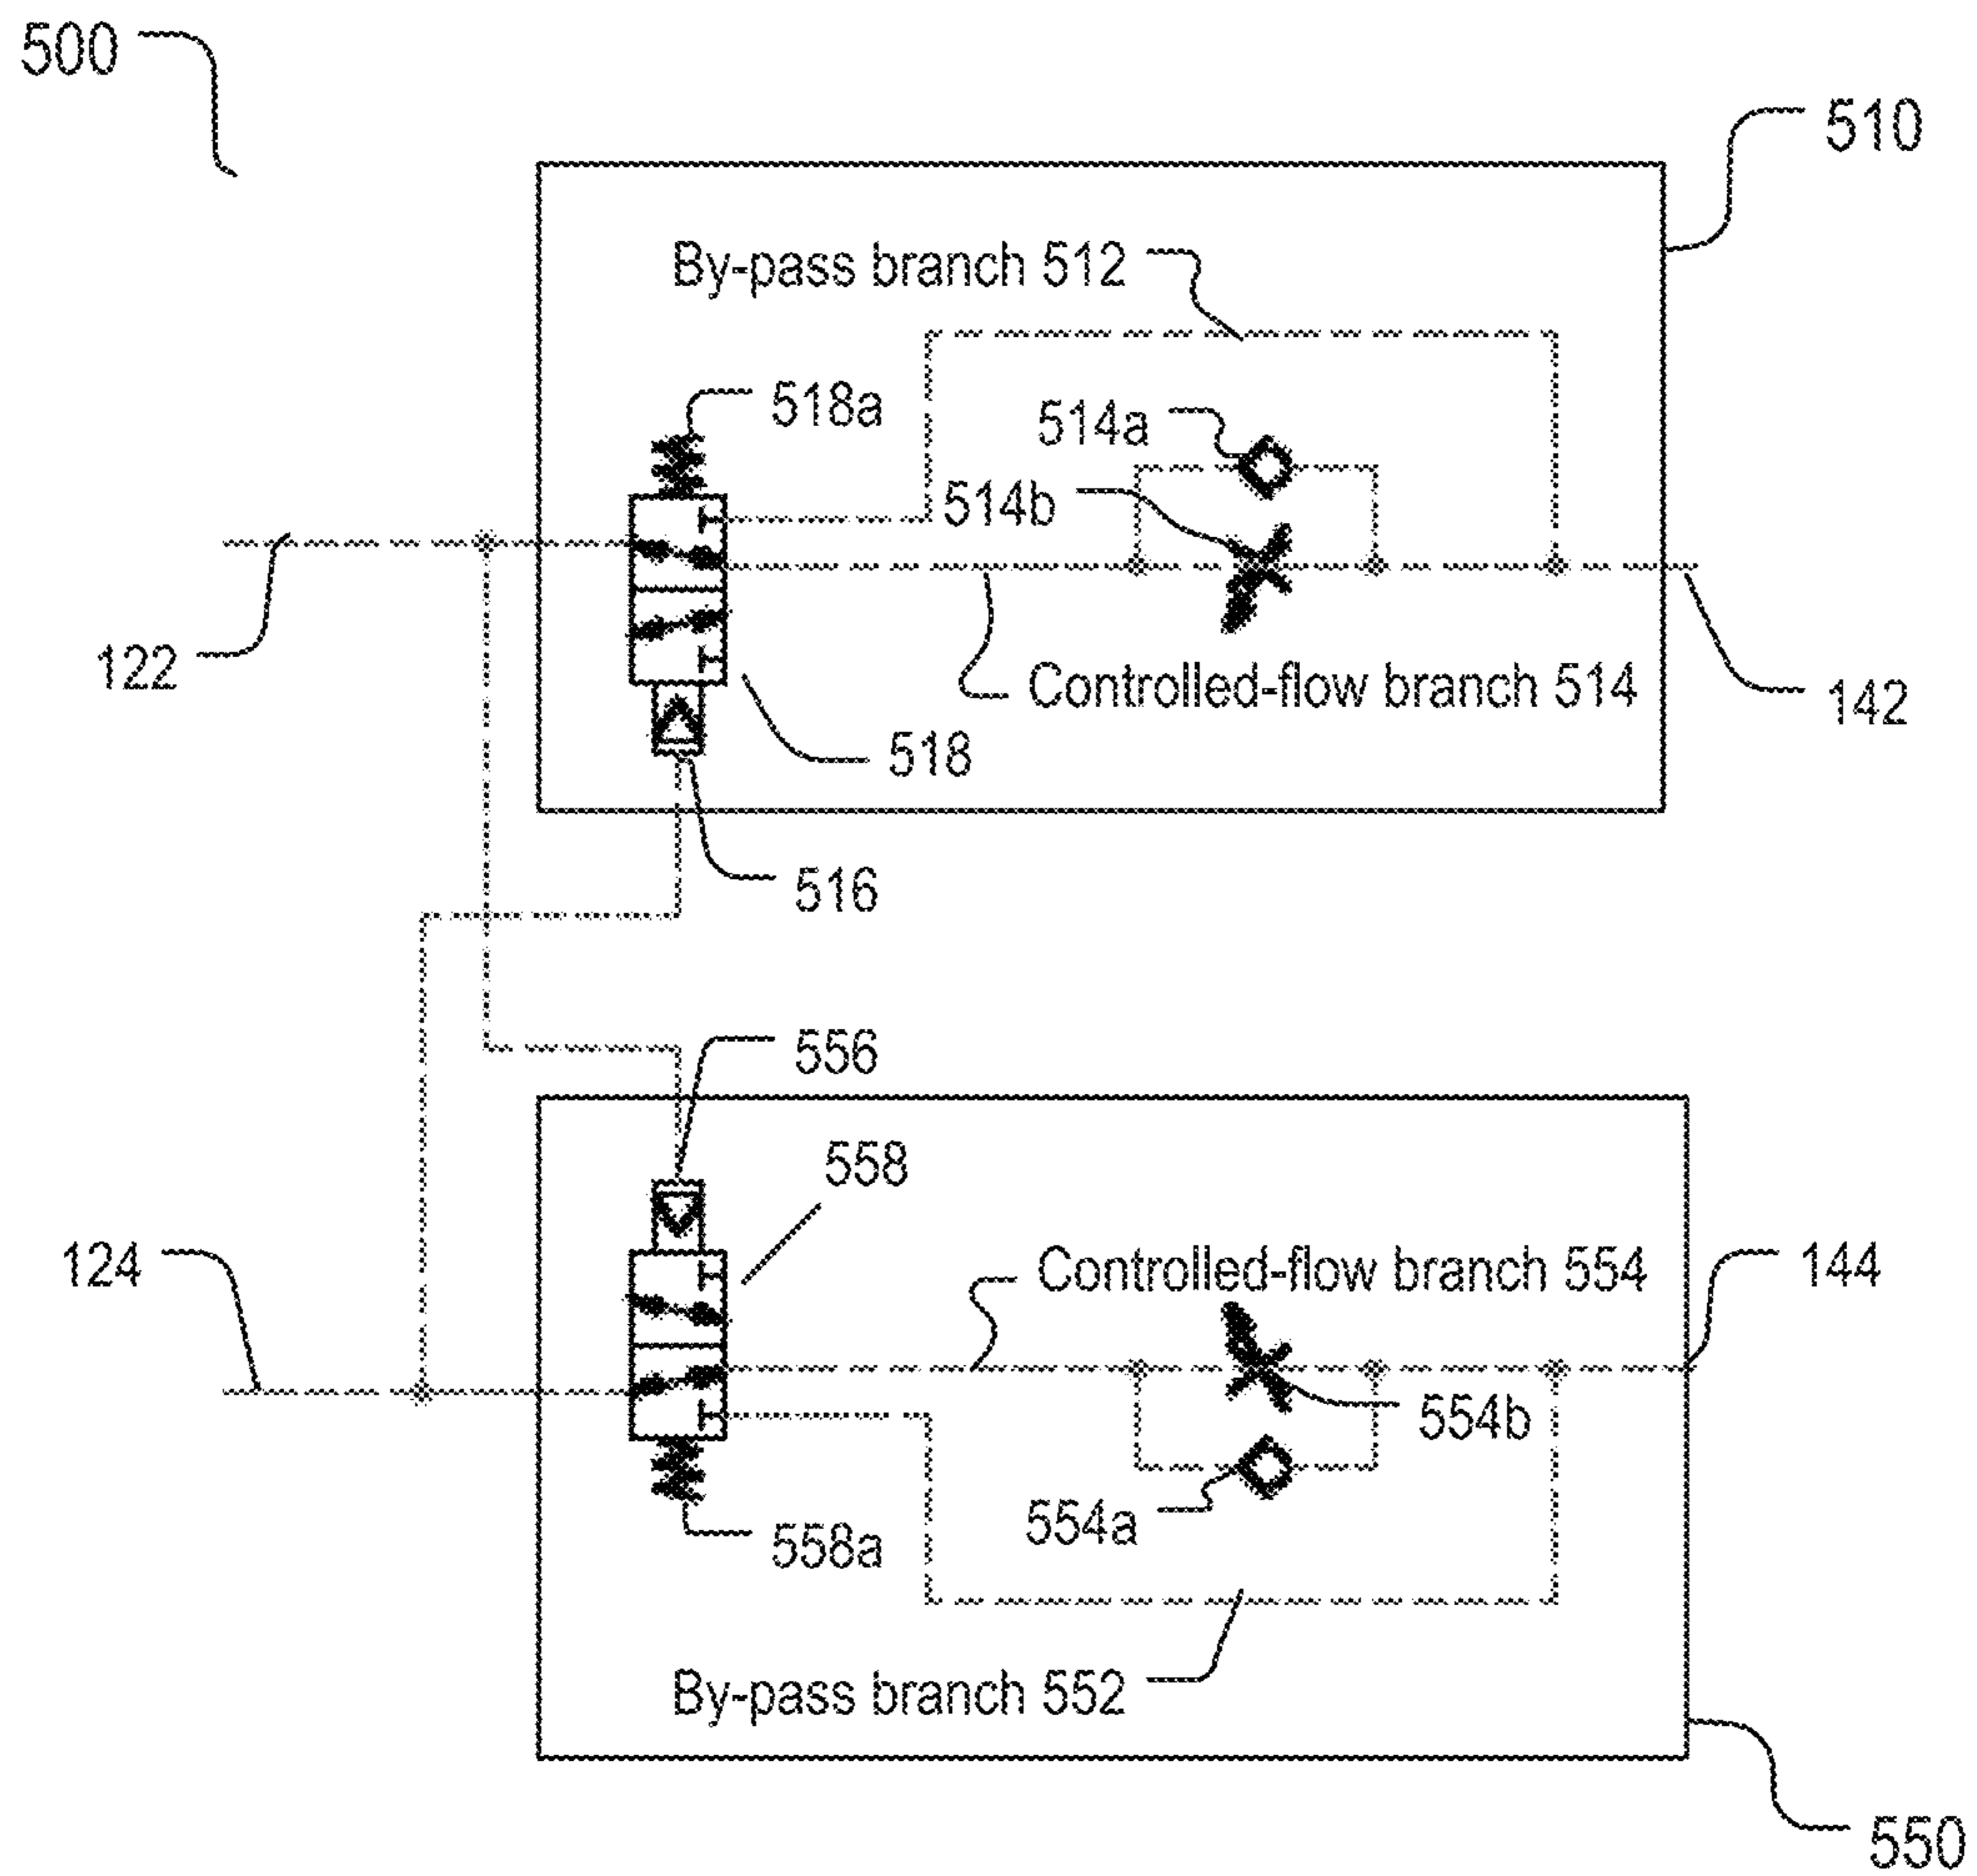 500
510
By-pass branch 512
518a
514a
514b
122
Controlled-flow branch 514
142
518
516
556
558
124
Controlled-flow branch 554
144
554b
554a
558a
By-pass branch 552
550